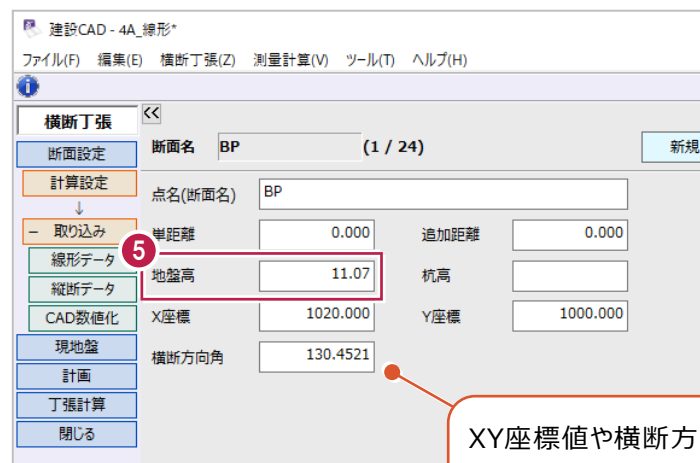 建設CAD - 4A_線形*
ファイル(F) 編集(E) 横断丁張(Z) 測量計算(V) ツール(T) ヘルプ(H)
横断丁張
<<
断面設定
断面名 BP (1 / 24) 新規
計算設定
点名(断面名) BP
↓
− 取り込み
単距離 0.000 追加距離 0.000
5
線形データ
地盤高 11.07 杭高
縦断データ
CAD数値化
X座標 1020.000 Y座標 1000.000
現地盤
横断方向角 130.4521
計画
丁張計算
閉じる
XY座標値や横断方